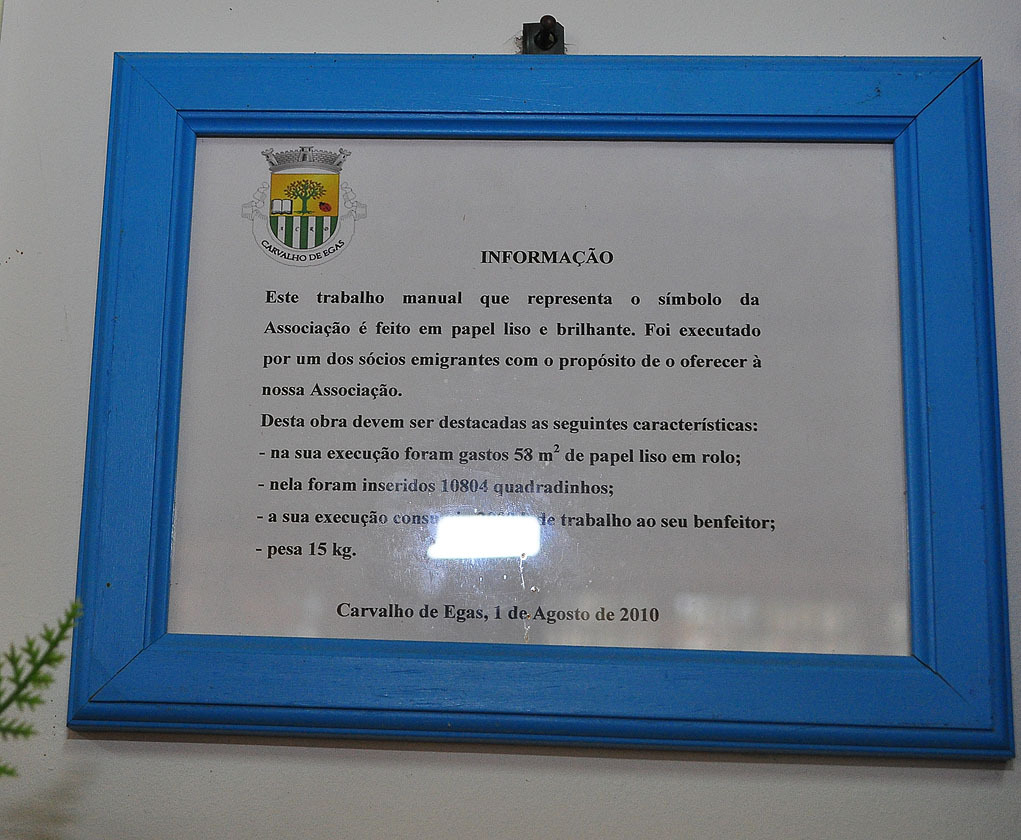 CARVALHO DE EGAS
INFORMAÇÃO
Este trabalho manual que representa o símbolo da
Associação é feito em papel liso e brilhante. Foi executado
por um dos sócios emigrantes com o propósito de o oferecer à
nossa Associação.
Desta obra devem ser destacadas as seguintes características:
- na sua execução foram gastos 58 m² de papel liso em rolo;
- nela foram inseridos 10804 quadradinhos;
- a sua execução de trabalho ao seu benfeitor;
- pesa 15 kg.
Carvalho de Egas, 1 de Agosto de 2010